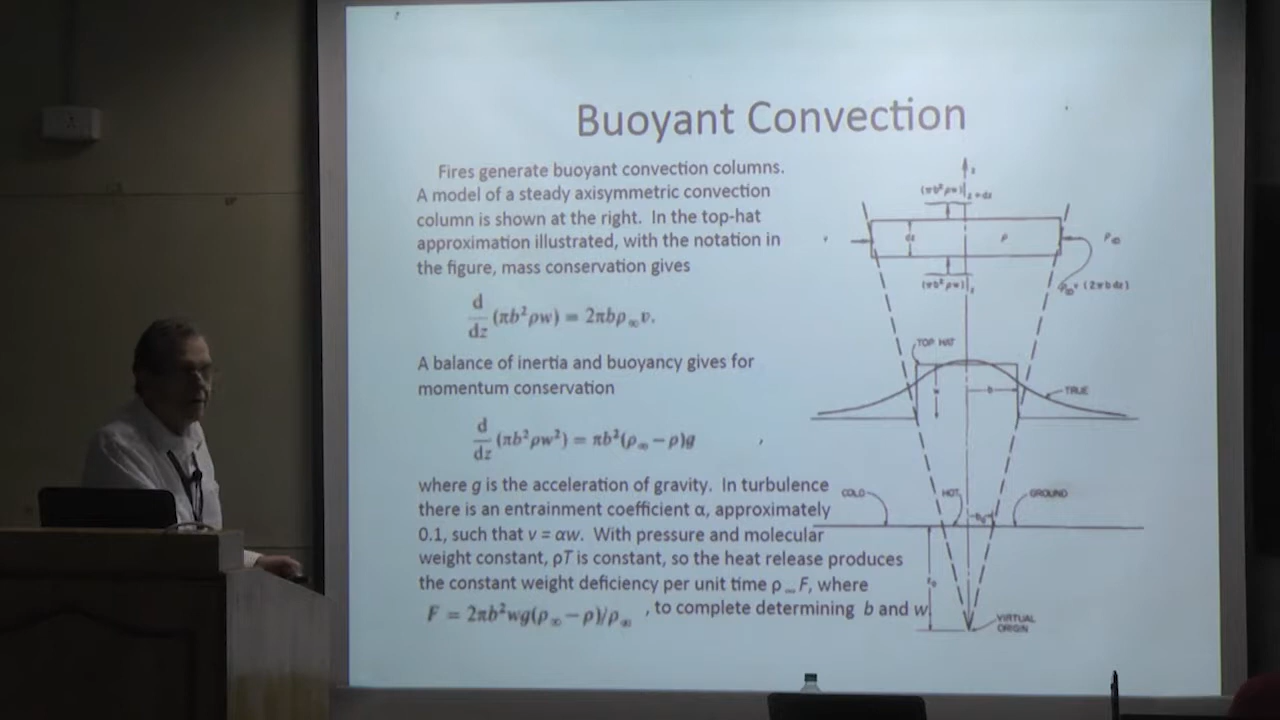 Buoyant Convection
Fires generate buoyant convection columns.
A model of a steady axisymmetric convection
column is shown at the right. In the top-hat
approximation illustrated, with the notation in
the figure, mass conservation gives
d/dz (πb²ρw) = 2πbρ∞v.
A balance of inertia and buoyancy gives for
momentum conservation
d/dz (πb²ρw²) = πb²(ρ∞ − ρ)g
where g is the acceleration of gravity. In turbulence
there is an entrainment coefficient α, approximately
0.1, such that v = αw. With pressure and molecular
weight constant, ρT is constant, so the heat release produces
the constant weight deficiency per unit time ρ∞F, where
F = 2πb²wg(ρ∞ − ρ)/ρ∞ , to complete determining b and w
z
(πb²ρw)|z+dz
dz
ρ
ρ∞
(πb²ρw)|z
TOP HAT
w
b
TRUE
COLD
HOT
GROUND
VIRTUAL
ORIGIN